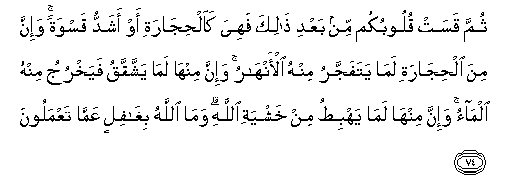 ثُمَّ قَسَتْ قُلُوبُكُم مِّنۢ بَعْدِ ذَٰلِكَ فَهِىَ كَٱلْحِجَارَةِ أَوْ أَشَدُّ قَسْوَةً ۚ وَإِنَّ
مِنَ ٱلْحِجَارَةِ لَمَا يَتَفَجَّرُ مِنْهُ ٱلْأَنْهَـٰرُ ۚ وَإِنَّ مِنْهَا لَمَا يَشَّقَّقُ فَيَخْرُجُ مِنْهُ
ٱلْمَآءُ ۚ وَإِنَّ مِنْهَا لَمَا يَهْبِطُ مِنْ خَشْيَةِ ٱللَّهِ ۗ وَمَا ٱللَّهُ بِغَـٰفِلٍ عَمَّا تَعْمَلُونَ
٧٤